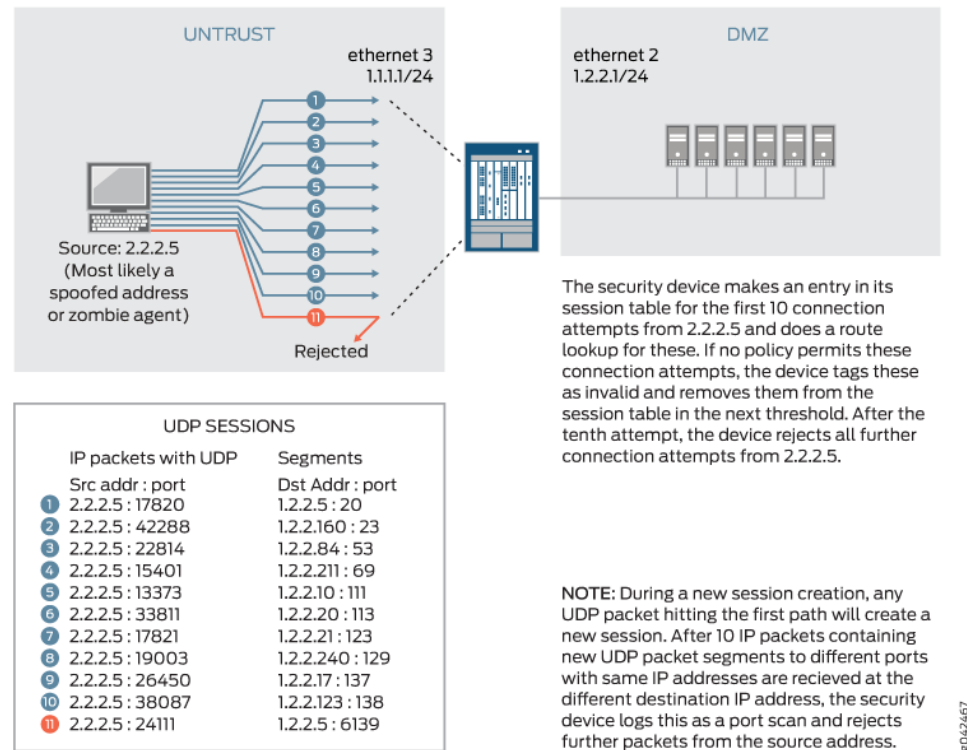 UNTRUST
ethernet 3
1.1.1.1/24
1
2
3
4
5
6
7
8
9
10
11
Source: 2.2.2.5
(Most likely a
spoofed address
or zombie agent)
Rejected
DMZ
ethernet 2
1.2.2.1/24
The security device makes an entry in its
session table for the first 10 connection
attempts from 2.2.2.5 and does a route
lookup for these. If no policy permits these
connection attempts, the device tags these
as invalid and removes them from the
session table in the next threshold. After the
tenth attempt, the device rejects all further
connection attempts from 2.2.2.5.
UDP SESSIONS
IP packets with UDP Segments
Src addr : port Dst Addr : port
1 2.2.2.5 : 17820 1.2.2.5 : 20
2 2.2.2.5 : 42288 1.2.2.160 : 23
3 2.2.2.5 : 22814 1.2.2.84 : 53
4 2.2.2.5 : 15401 1.2.2.211 : 69
5 2.2.2.5 : 13373 1.2.2.10 : 111
6 2.2.2.5 : 33811 1.2.2.20 : 113
7 2.2.2.5 : 17821 1.2.2.21 : 123
8 2.2.2.5 : 19003 1.2.2.240 : 129
9 2.2.2.5 : 26450 1.2.2.17 : 137
10 2.2.2.5 : 38087 1.2.2.123 : 138
11 2.2.2.5 : 24111 1.2.2.5 : 6139
NOTE: During a new session creation, any
UDP packet hitting the first path will create a
new session. After 10 IP packets containing
new UDP packet segments to different ports
with same IP addresses are recieved at the
different destination IP address, the security
device logs this as a port scan and rejects
further packets from the source address.